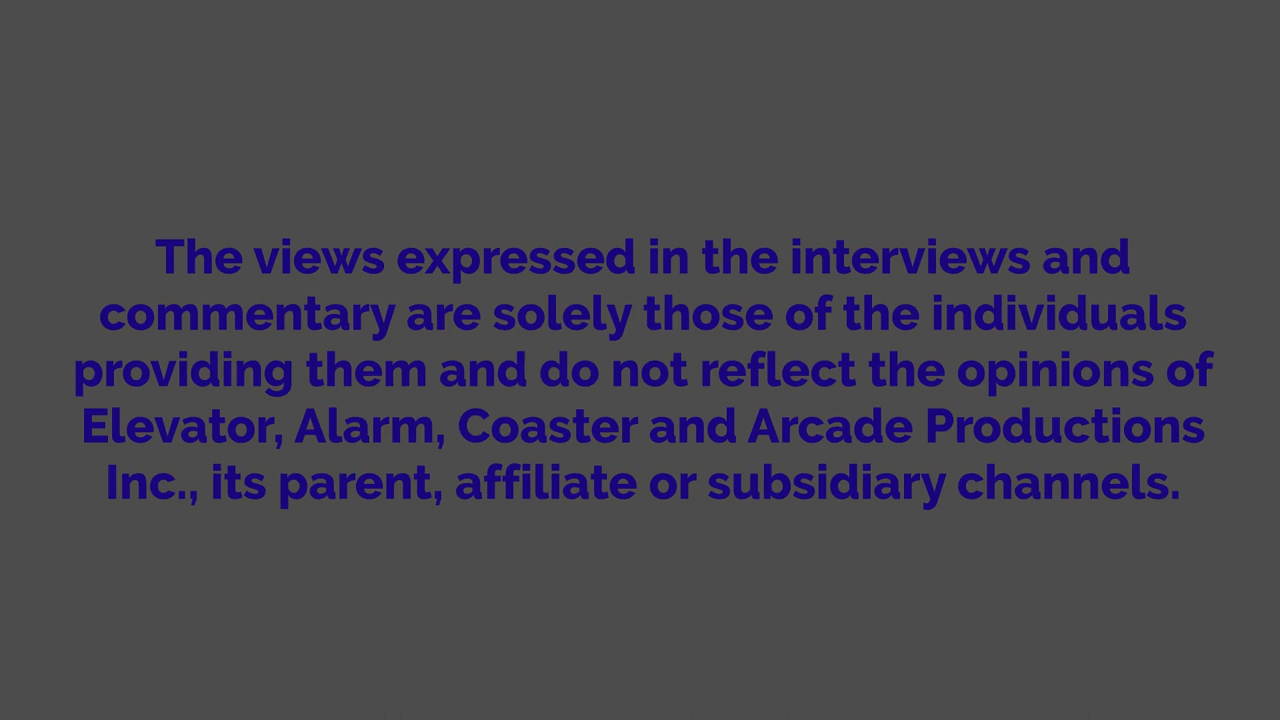 The views expressed in the interviews and
commentary are solely those of the individuals
providing them and do not reflect the opinions of
Elevator, Alarm, Coaster and Arcade Productions
Inc., its parent, affiliate or subsidiary channels.